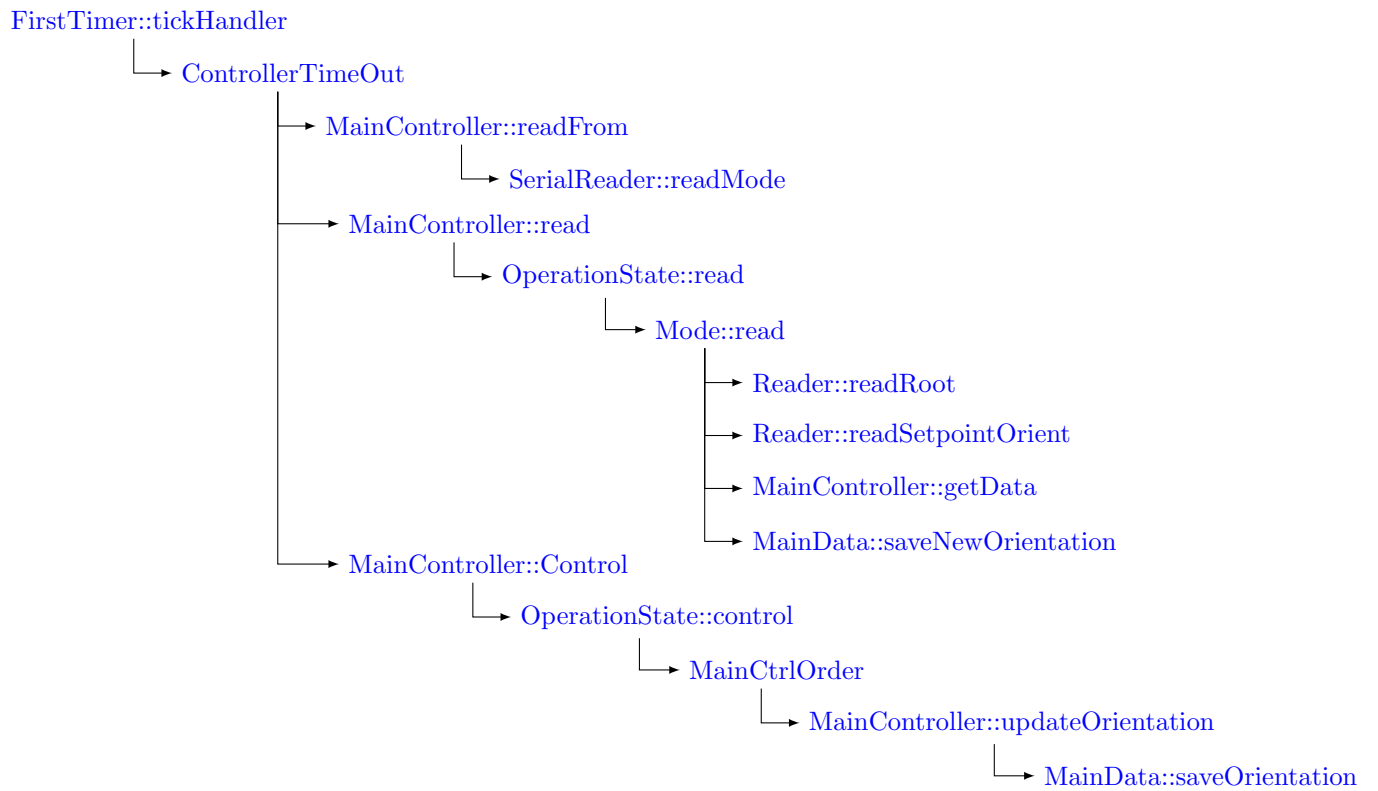 FirstTimer::tickHandler
ControllerTimeOut
MainController::readFrom
SerialReader::readMode
MainController::read
OperationState::read
Mode::read
Reader::readRoot
Reader::readSetpointOrient
MainController::getData
MainData::saveNewOrientation
MainController::Control
OperationState::control
MainCtrlOrder
MainController::updateOrientation
MainData::saveOrientation